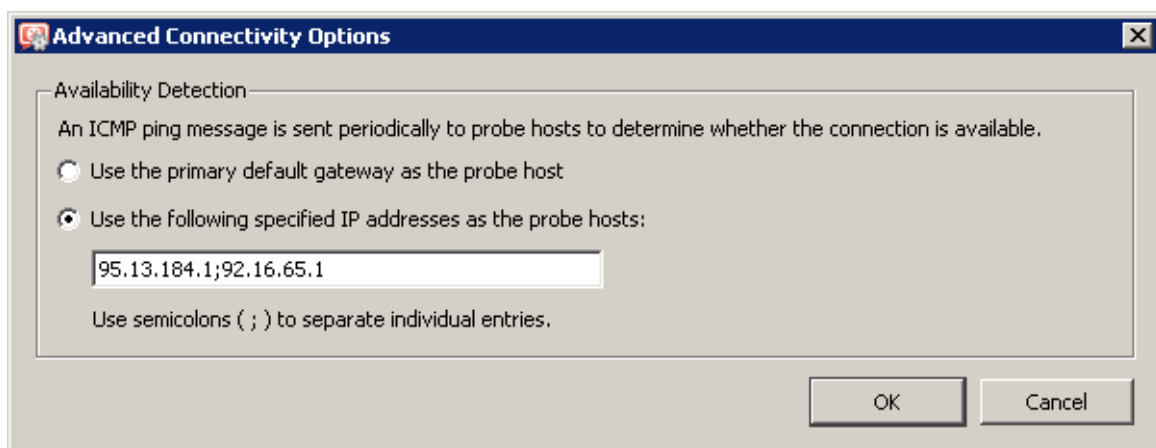 Advanced Connectivity Options
Availability Detection
An ICMP ping message is sent periodically to probe hosts to determine whether the connection is available.
Use the primary default gateway as the probe host
Use the following specified IP addresses as the probe hosts:
95.13.184.1;92.16.65.1
Use semicolons ( ; ) to separate individual entries.
OK Cancel